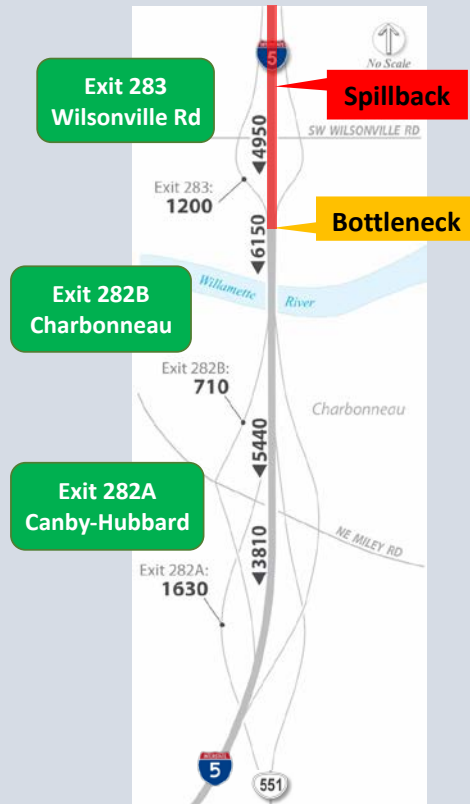 INTERSTATE
5
No Scale
Exit 283
Wilsonville Rd
Spillback
◀4950
SW WILSONVILLE RD
Exit 283:
1200
Bottleneck
◀6150
Willamette River
Exit 282B
Charbonneau
Exit 282B:
710
Charbonneau
◀5440
Exit 282A
Canby-Hubbard
NE MILEY RD
◀3810
Exit 282A:
1630
INTERSTATE
5
551